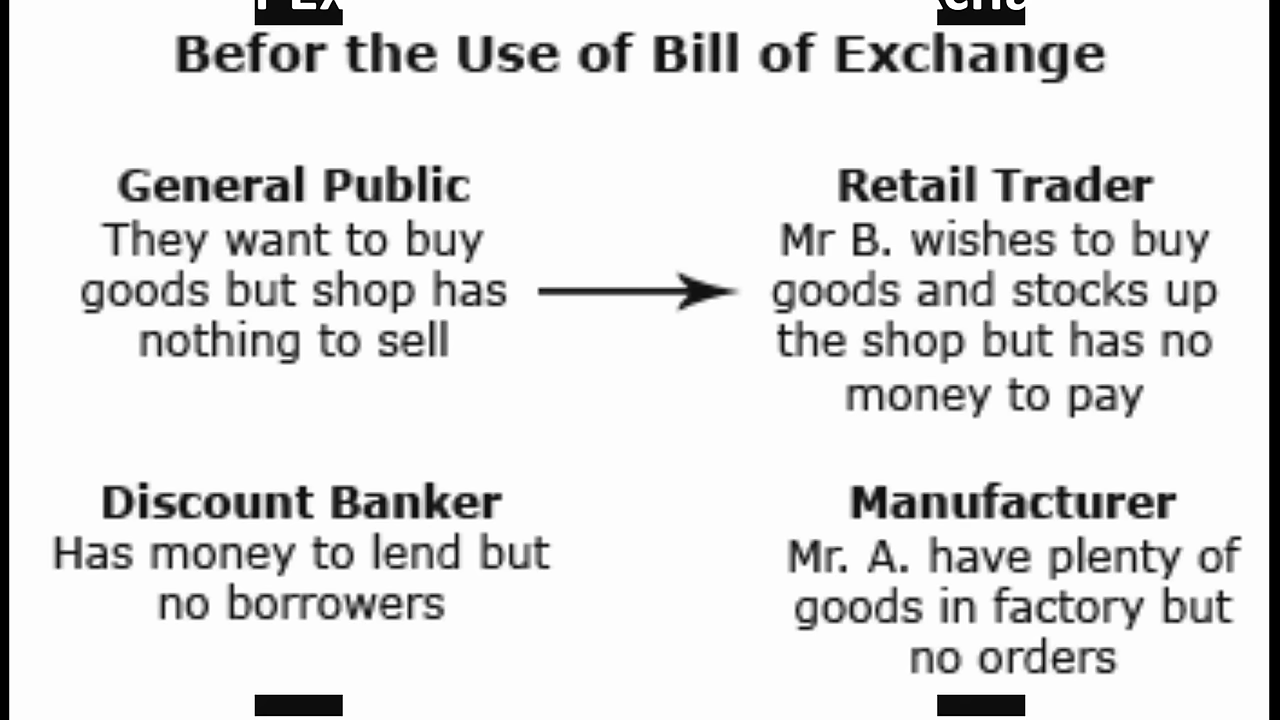 Befor the Use of Bill of Exchange
General Public
They want to buy
goods but shop has
nothing to sell
Retail Trader
Mr B. wishes to buy
goods and stocks up
the shop but has no
money to pay
Discount Banker
Has money to lend but
no borrowers
Manufacturer
Mr. A. have plenty of
goods in factory but
no orders